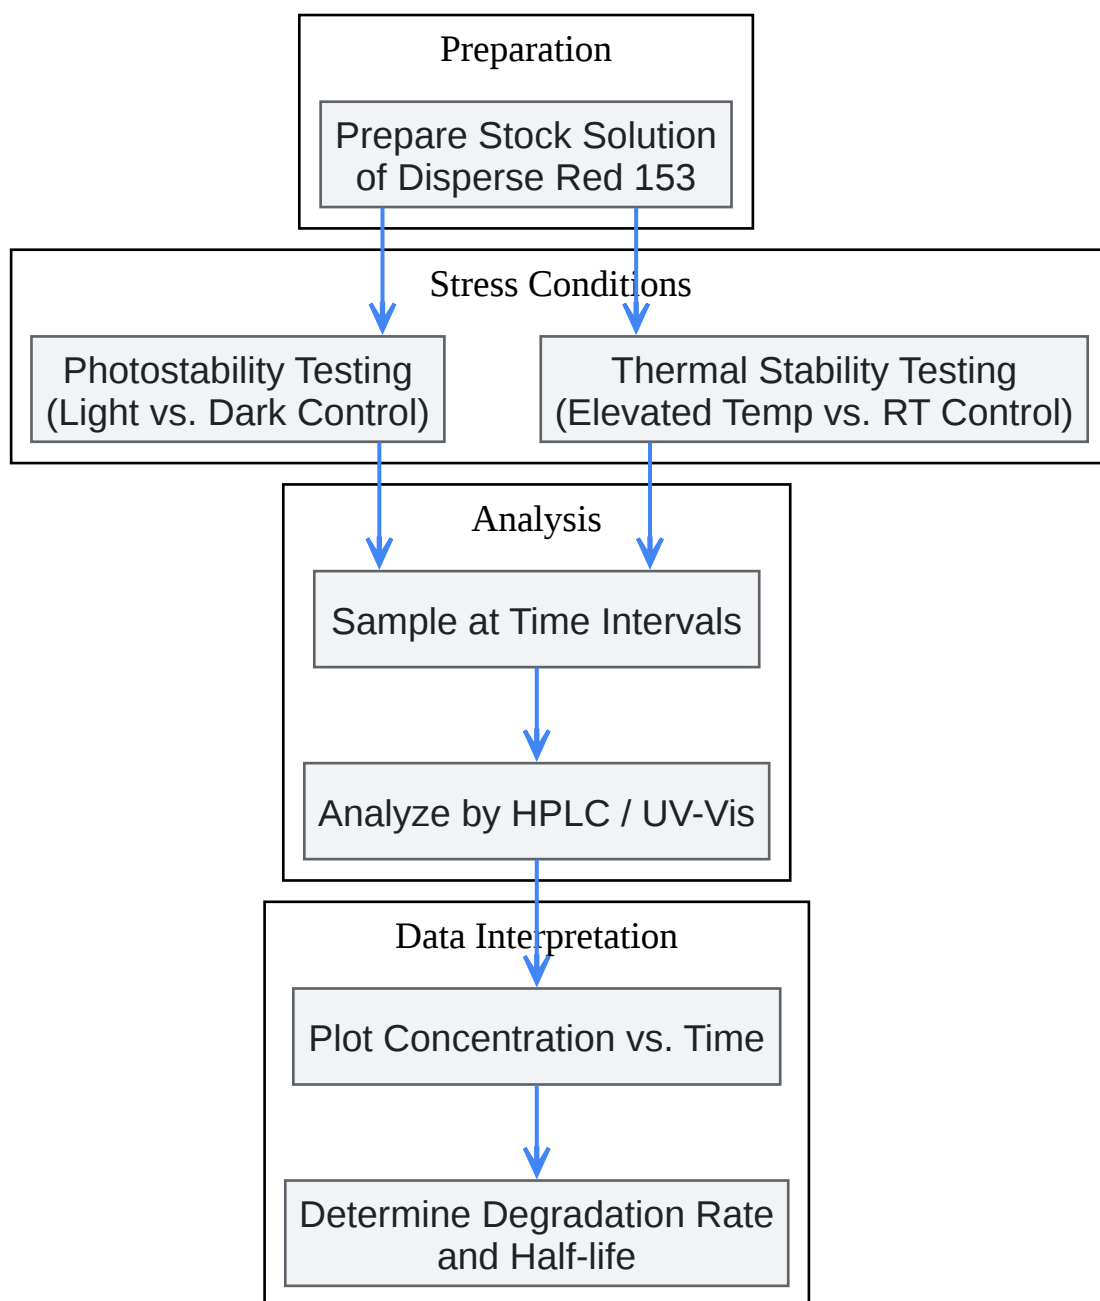 Preparation
Prepare Stock Solution
of Disperse Red 153
Stress Conditions
Photostability Testing
(Light vs. Dark Control)
Thermal Stability Testing
(Elevated Temp vs. RT Control)
Analysis
Sample at Time Intervals
Analyze by HPLC / UV-Vis
Data Interpretation
Plot Concentration vs. Time
Determine Degradation Rate
and Half-life